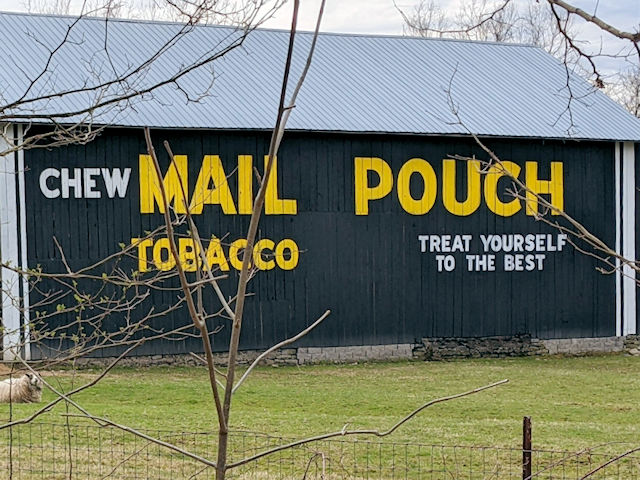 CHEW MAIL POUCH
TOBACCO
TREAT YOURSELF
TO THE BEST